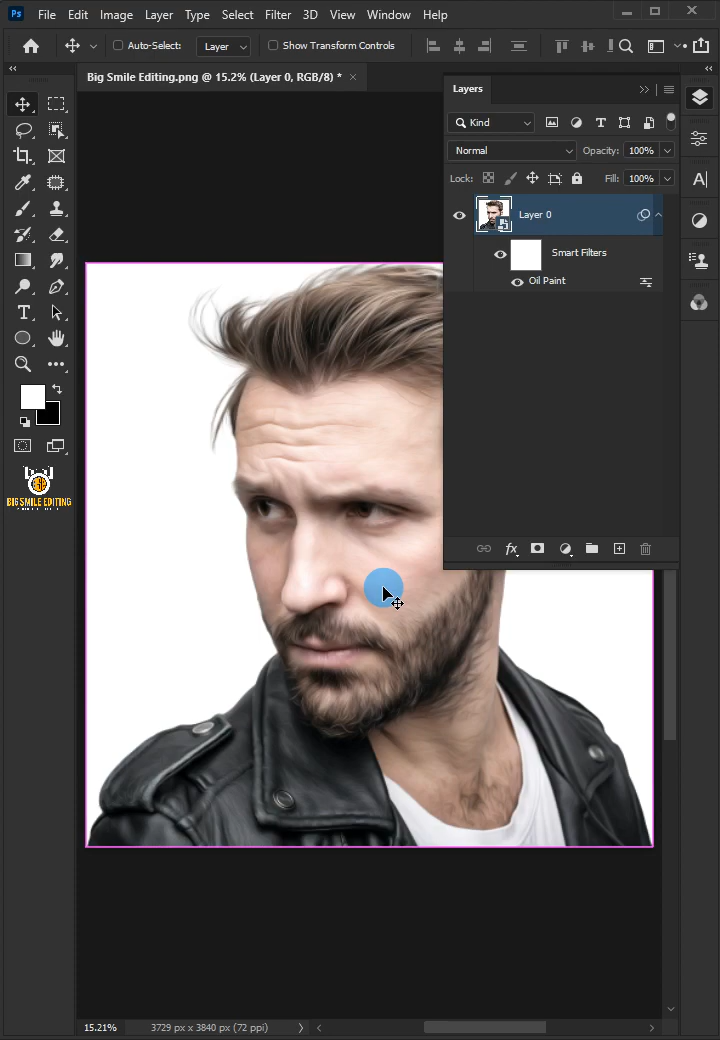 Ps File Edit Image Layer Type Select Filter 3D View Window Help
Auto-Select: Layer Show Transform Controls
Big Smile Editing.png @ 15.2% (Layer 0, RGB/8) *
Layers
Kind
Normal Opacity: 100%
Lock: Fill: 100%
Layer 0
Smart Filters
Oil Paint
BIG SMILE EDITING
15.21% 3729 px x 3840 px (72 ppi)